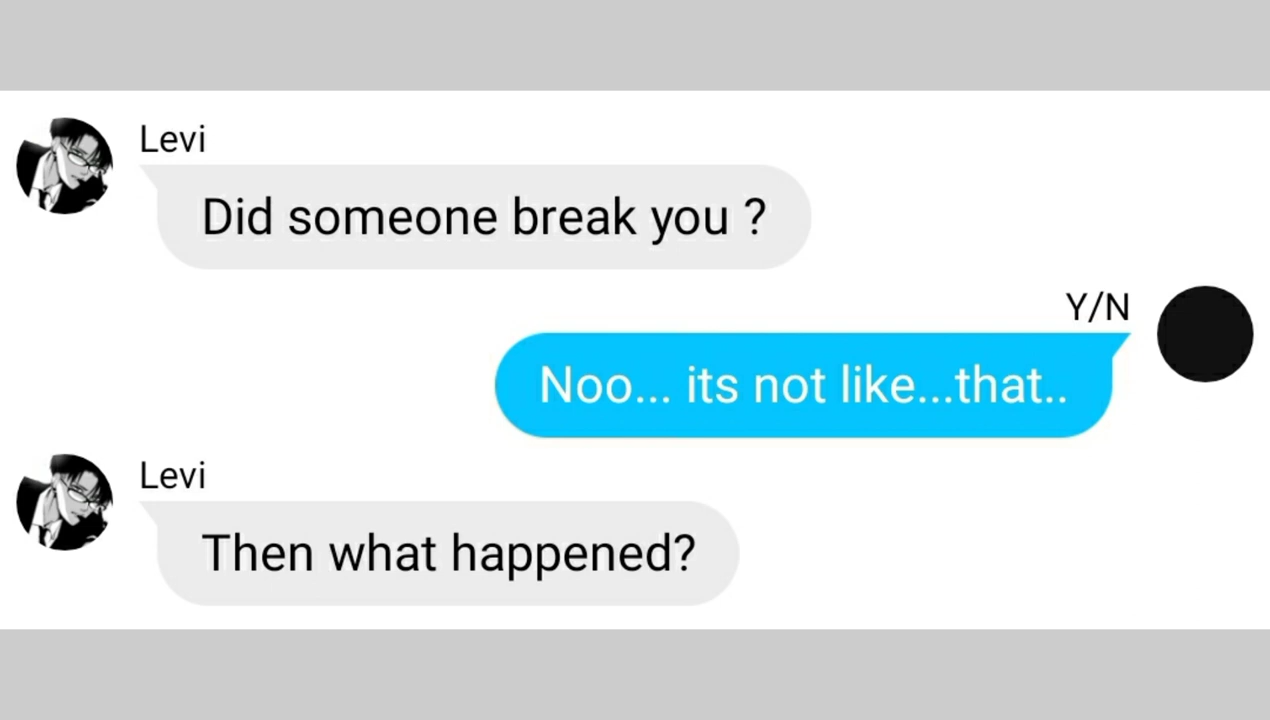 Levi
Did someone break you ?
Y/N
Noo... its not like...that..
Levi
Then what happened?